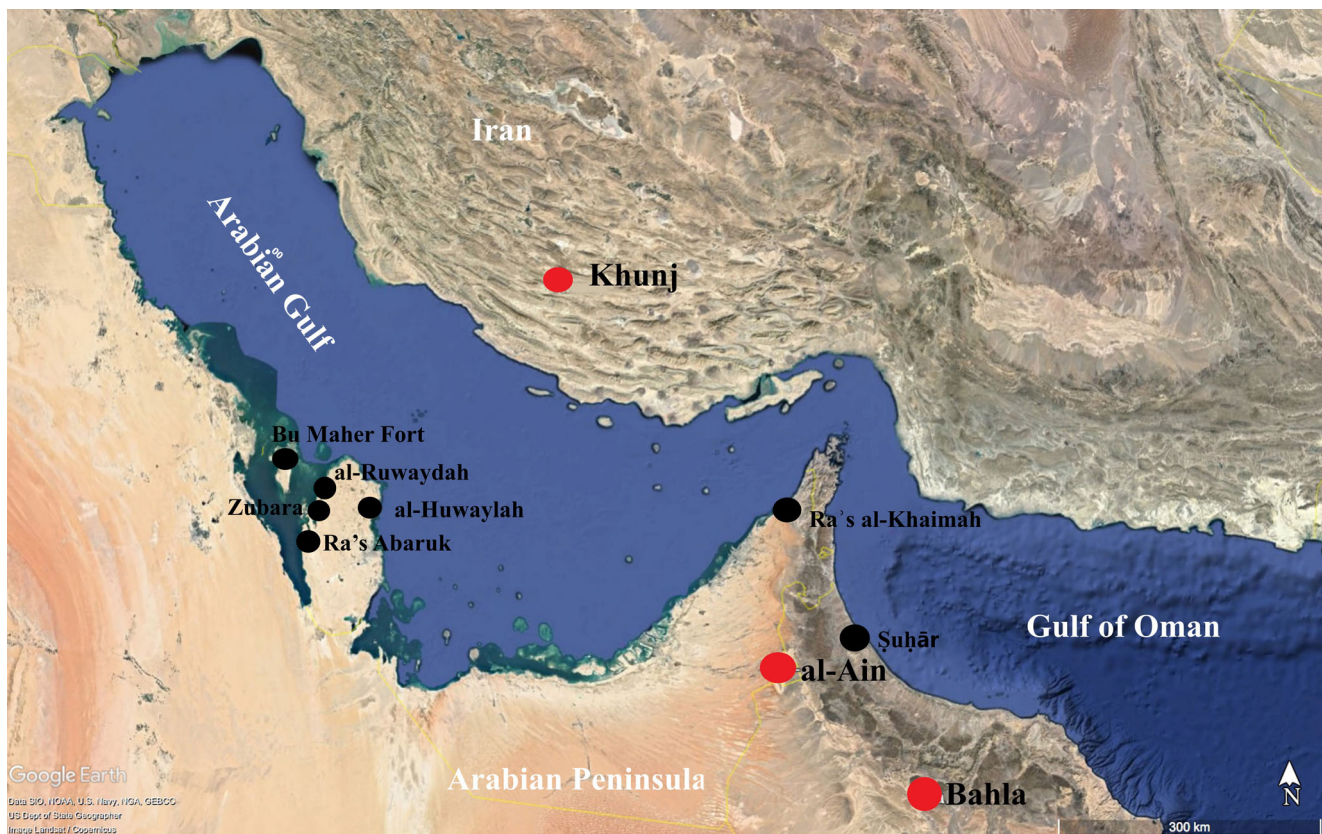 Iran
Arabian Gulf
oo
Khunj
Bu Maher Fort
al-Ruwaydah
Zubara
al-Huwaylah
Ra's Abaruk
Raʾs al-Khaimah
Ṣuḥār
Gulf of Oman
al-Ain
Arabian Peninsula
Bahla
N
Google Earth
Data SIO, NOAA, U.S. Navy, NGA, GEBCO
US Dept of State Geographer
Image Landsat / Copernicus
300 km